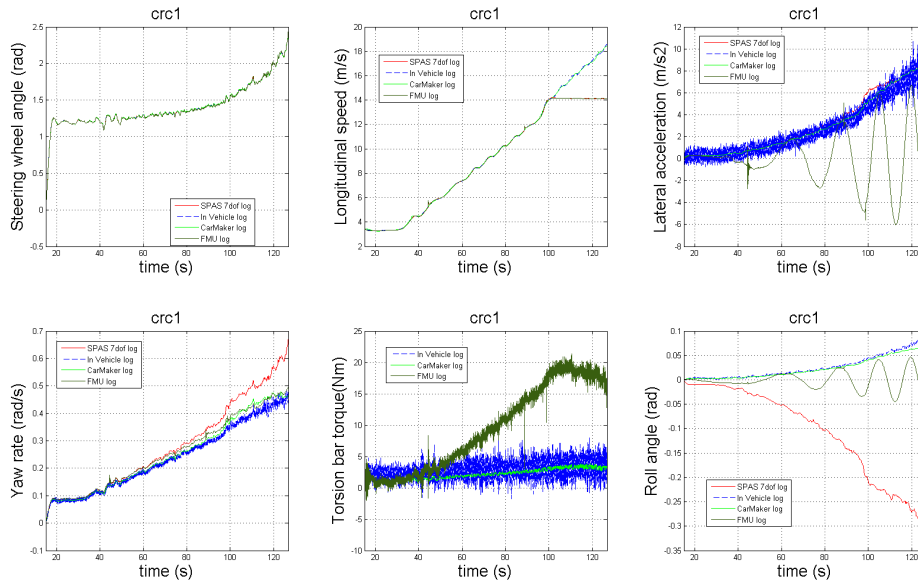 crc1
Steering wheel angle (rad)
2.5
2
1.5
1
0.5
0
-0.5
20 40 60 80 100 120
time (s)
SPAS 7dof log
In Vehicle log
CarMaker log
FMU log
crc1
Longitudinal speed (m/s)
20
18
16
14
12
10
8
6
4
2
20 40 60 80 100 120
time (s)
SPAS 7dof log
In Vehicle log
CarMaker log
FMU log
crc1
Lateral acceleration (m/s2)
12
10
8
6
4
2
0
-2
-4
-6
-8
20 40 60 80 100 120
time (s)
SPAS 7dof log
In Vehicle log
CarMaker log
FMU log
crc1
Yaw rate (rad/s)
0.7
0.6
0.5
0.4
0.3
0.2
0.1
0
-0.1
20 40 60 80 100 120
time (s)
SPAS 7dof log
In Vehicle log
CarMaker log
FMU log
crc1
Torsion bar torque(Nm)
25
20
15
10
5
0
-5
-10
20 40 60 80 100 120
time (s)
In Vehicle log
CarMaker log
FMU log
crc1
Roll angle (rad)
0.1
0.05
0
-0.05
-0.1
-0.15
-0.2
-0.25
-0.3
-0.35
20 40 60 80 100 120
time (s)
SPAS 7dof log
In Vehicle log
CarMaker log
FMU log